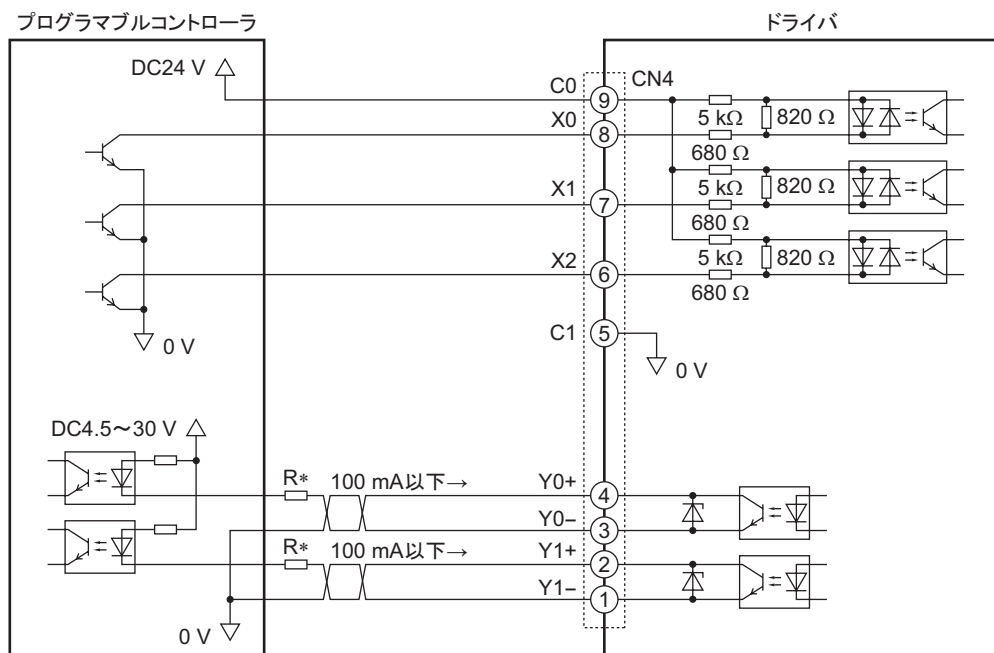 プログラマブルコントローラ
ドライバ
DC24 V
C0
CN4
9
5 kΩ
820 Ω
X0
8
680 Ω
5 kΩ
820 Ω
X1
7
680 Ω
5 kΩ
820 Ω
X2
6
680 Ω
C1
5
0 V
0 V
DC4.5～30 V
R*
100 mA以下→
Y0+
4
Y0−
3
R*
100 mA以下→
Y1+
2
Y1−
1
0 V